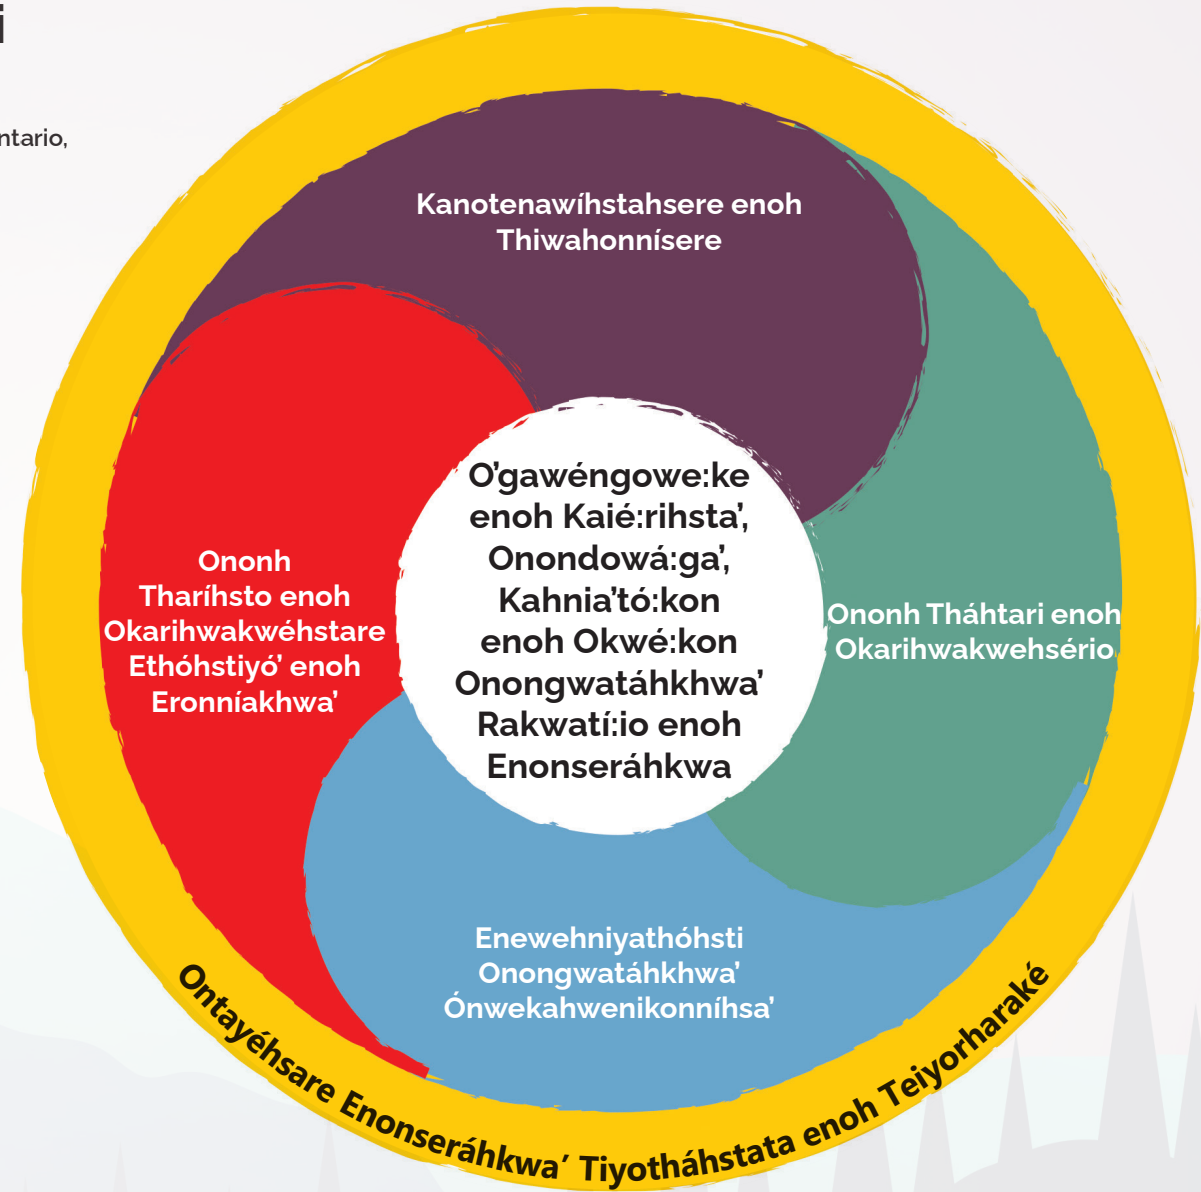 i
ntario,
Kanotenawíhstahsere enoh
Thiwahonnísere
Ononh
Tharíhsto enoh
Okarihwakwéhstare
Ethóhstiyó’ enoh
Eronníakhwa’
O’gawéngowe:ke
enoh Kaié:rihsta’,
Onondowá:ga’,
Kahnia’tó:kon
enoh Okwé:kon
Onongwatáhkhwa’
Rakwatí:io enoh
Enonseráhkwa
Ononh Tháhtari enoh
Okarihwakwehsério
Enewehniyathóhsti
Onongwatáhkhwa’
Ónwekahwenikonníhsa’
Ontayéhsare Enonseráhkwa´ Tiyotháhstata enoh Teiyorharaké